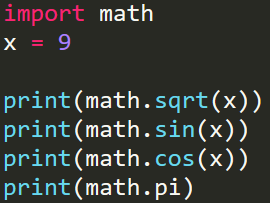 import math
x = 9

print(math.sqrt(x))
print(math.sin(x))
print(math.cos(x))
print(math.pi)